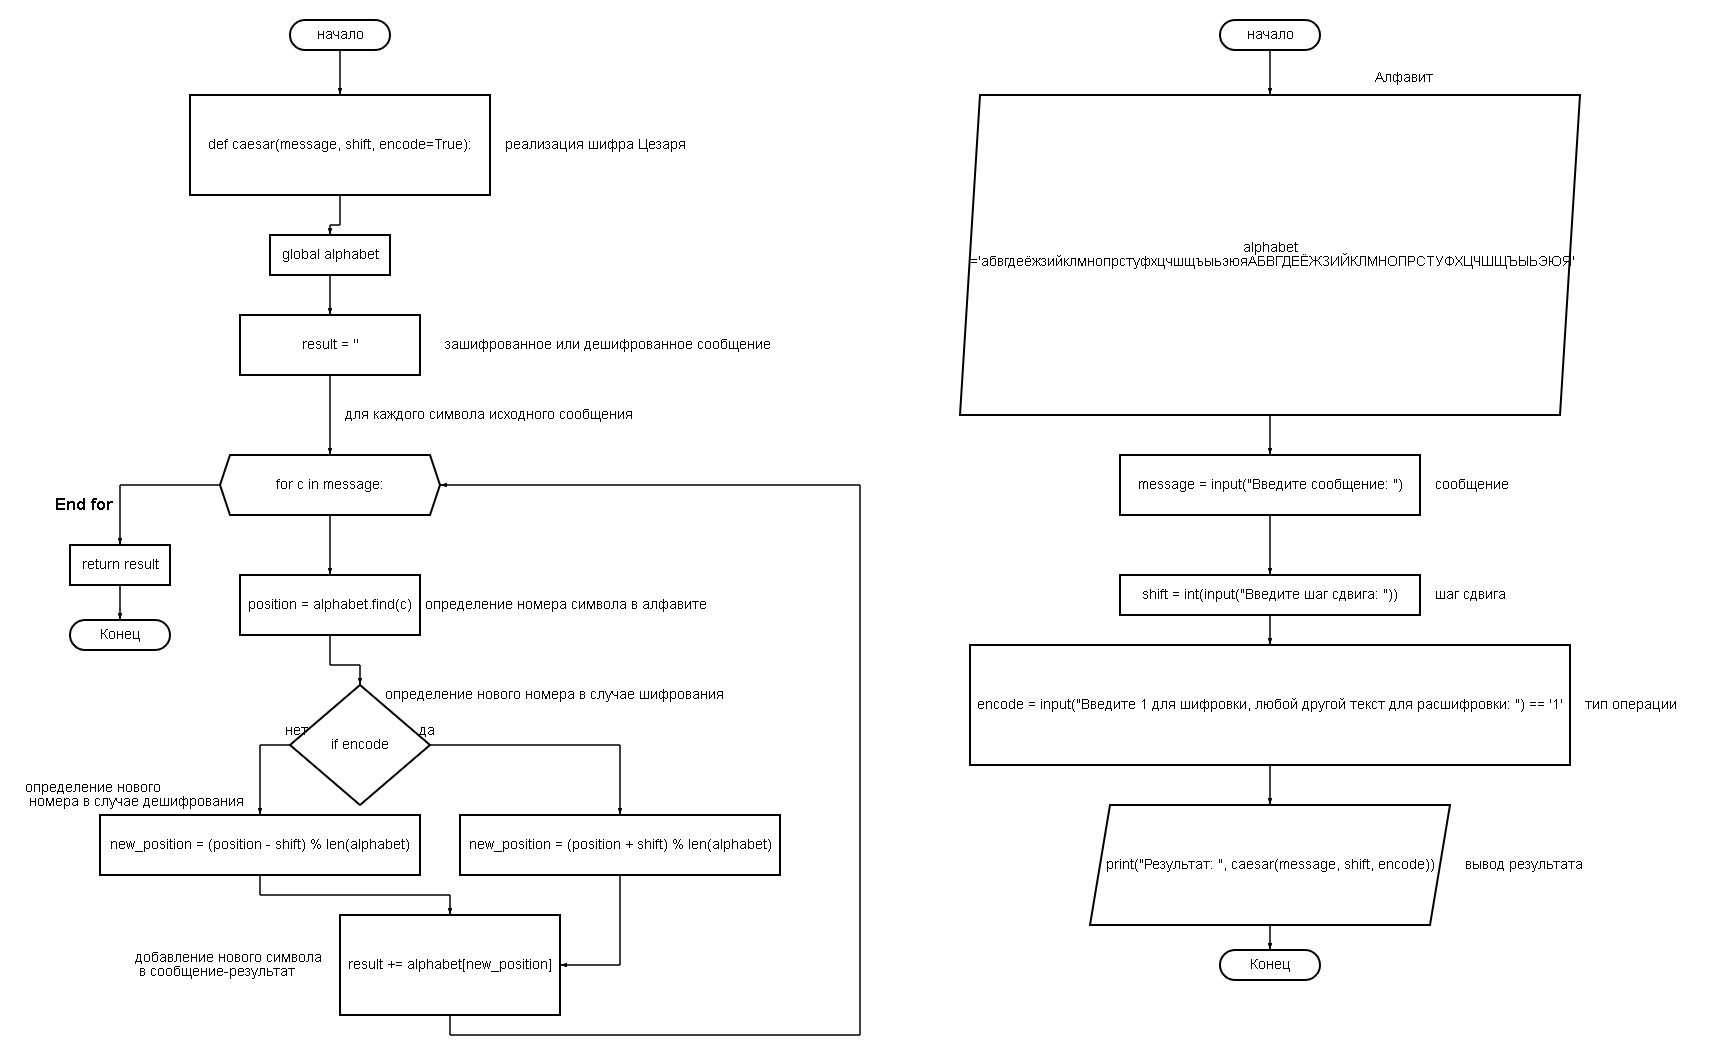 начало
def caesar(message, shift, encode=True):
реализация шифра Цезаря
global alphabet
result = ''
зашифрованное или дешифрованное сообщение
для каждого символа исходного сообщения
for c in message:
End for
return result
Конец
position = alphabet.find(c)
определение номера символа в алфавите
определение нового номера в случае шифрования
нет
да
if encode
определение нового
номера в случае дешифрования
new_position = (position - shift) % len(alphabet)
new_position = (position + shift) % len(alphabet)
добавление нового символа
в сообщение-результат
result += alphabet[new_position]
начало
Алфавит
alphabet
='абвгдеёжзийклмнопрстуфхцчшщъыьэюяАБВГДЕЁЖЗИЙКЛМНОПРСТУФХЦЧШЩЪЫЬЭЮЯ'
message = input("Введите сообщение: ")
сообщение
shift = int(input("Введите шаг сдвига: "))
шаг сдвига
encode = input("Введите 1 для шифровки, любой другой текст для расшифровки: ") == '1'
тип операции
print("Результат: ", caesar(message, shift, encode))
вывод результата
Конец